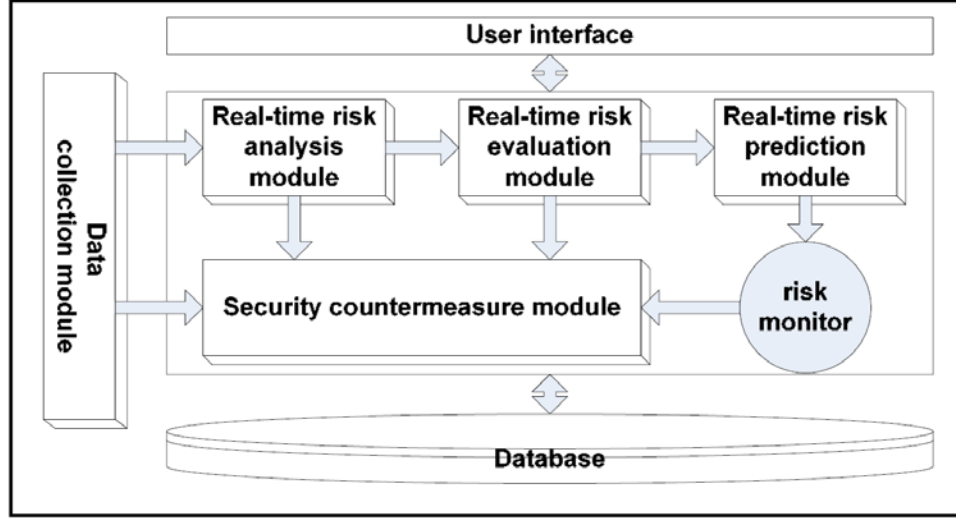 User interface
Data
collection module
Real-time risk
analysis
module
Real-time risk
evaluation
module
Real-time risk
prediction
module
Security countermeasure module
risk
monitor
Database